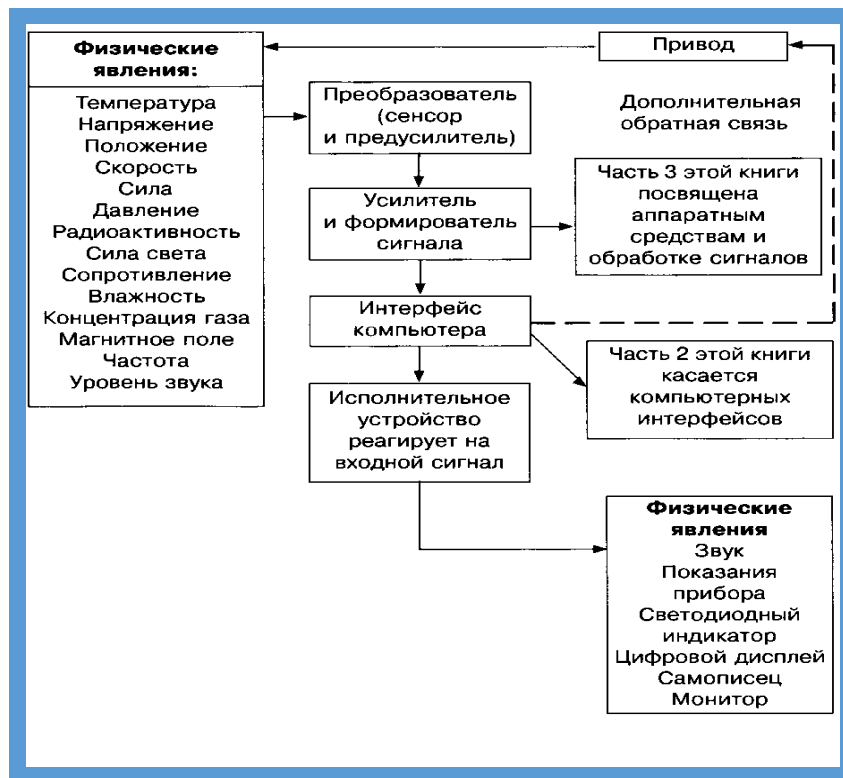 Физические
явления:
Температура
Напряжение
Положение
Скорость
Сила
Давление
Радиоактивность
Сила света
Сопротивление
Влажность
Концентрация газа
Магнитное поле
Частота
Уровень звука
Привод
Преобразователь
(сенсор
и предусилитель)
Дополнительная
обратная связь
Усилитель
и формирователь
сигнала
Часть 3 этой книги
посвящена
аппаратным
средствам и
обработке сигналов
Интерфейс
компьютера
Часть 2 этой книги
касается
компьютерных
интерфейсов
Исполнительное
устройство
реагирует на
входной сигнал
Физические
явления
Звук
Показания
прибора
Светодиодный
индикатор
Цифровой дисплей
Самописец
Монитор